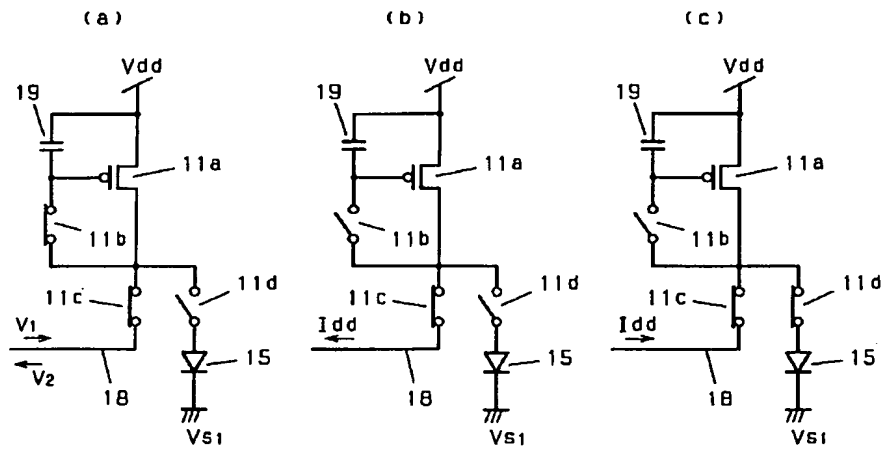 (a) (b) (c)
Vdd Vdd Vdd
19 19 19
11a 11a 11a
11b 11b 11b
11c 11d 11c 11d 11c 11d
V1 Idd Idd
V2 15 15 15
18 18 18
Vs1 Vs1 Vs1